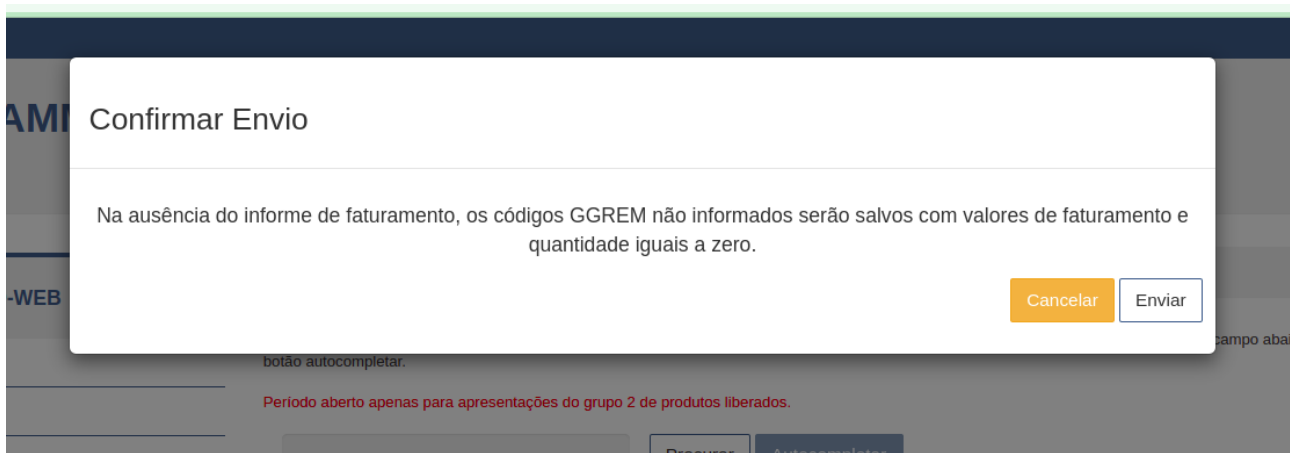 Confirmar Envio
Na ausência do informe de faturamento, os códigos GGREM não informados serão salvos com valores de faturamento e
quantidade iguais a zero.
Cancelar Enviar
-WEB
campo abai
botão autocompletar.
Período aberto apenas para apresentações do grupo 2 de produtos liberados.
Procurar Autocompletar